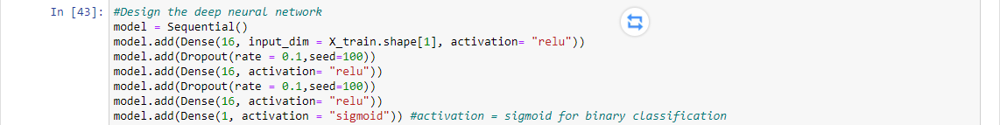 In [43]: #Design the deep neural network
model = Sequential()
model.add(Dense(16, input_dim = X_train.shape[1], activation= "relu"))
model.add(Dropout(rate = 0.1,seed=100))
model.add(Dense(16, activation= "relu"))
model.add(Dropout(rate = 0.1,seed=100))
model.add(Dense(16, activation= "relu"))
model.add(Dense(1, activation = "sigmoid")) #activation = sigmoid for binary classification